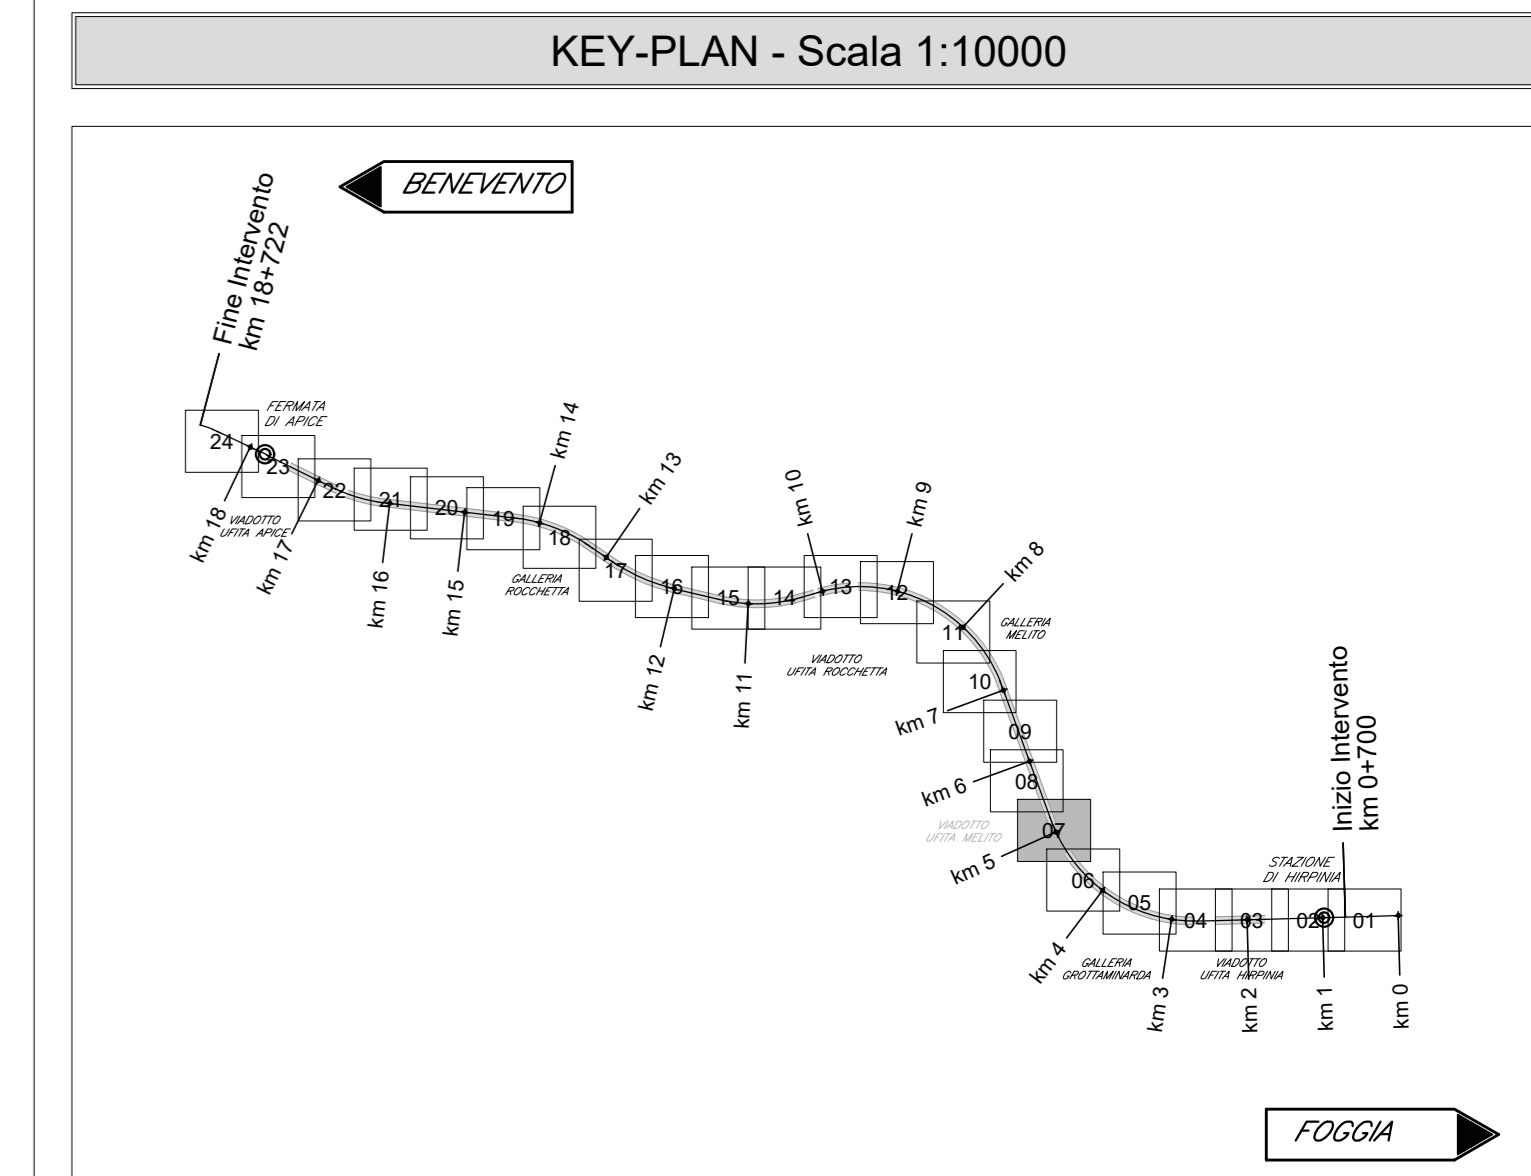 KEY-PLAN - Scala 1:10000
BENEVENTO
Fine Intervento
km 18+722
FERMATA
DI APICE
24
23
22
21
20
19
18
17
16
15
14
13
12
11
10
09
08
07
06
05
04
03
02
01
km 18
VIADOTTO
UFITA APICE
km 17
km 16
km 15
km 14
GALLERIA
ROCCHETTA
km 13
km 12
km 11
VIADOTTO
UFITA ROCCHETTA
km 10
km 9
km 8
GALLERIA
MELITO
km 7
km 6
VIADOTTO
UFITA MELITO
km 5
km 4
GALLERIA
GROTTAMINARDA
km 3
VIADOTTO
UFITA HIRPINIA
km 2
STAZIONE
DI HIRPINIA
km 1
Inizio Intervento
km 0+700
km 0
FOGGIA